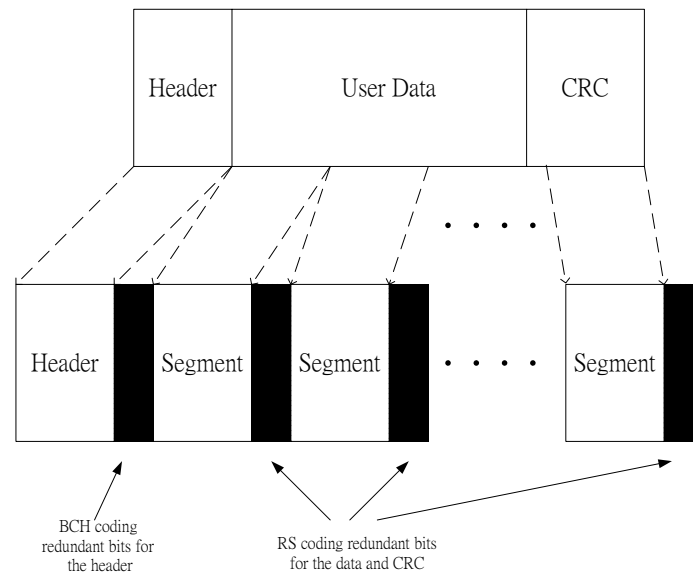 Header User Data CRC
Header Segment Segment Segment
BCH coding
redundant bits for
the header
RS coding redundant bits
for the data and CRC